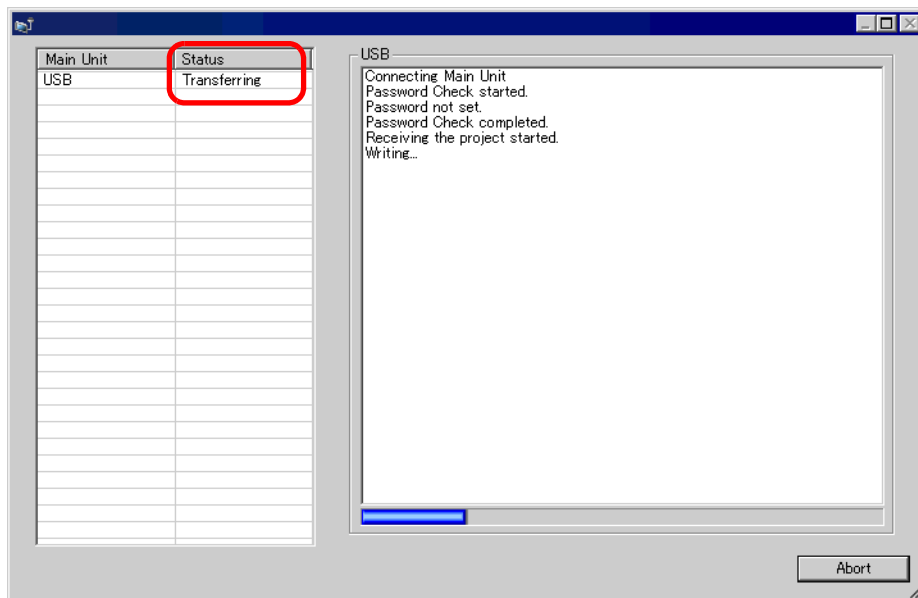 Main Unit Status
USB Transferring
USB
Connecting Main Unit
Password Check started.
Password not set.
Password Check completed.
Receiving the project started.
Writing...
Abort